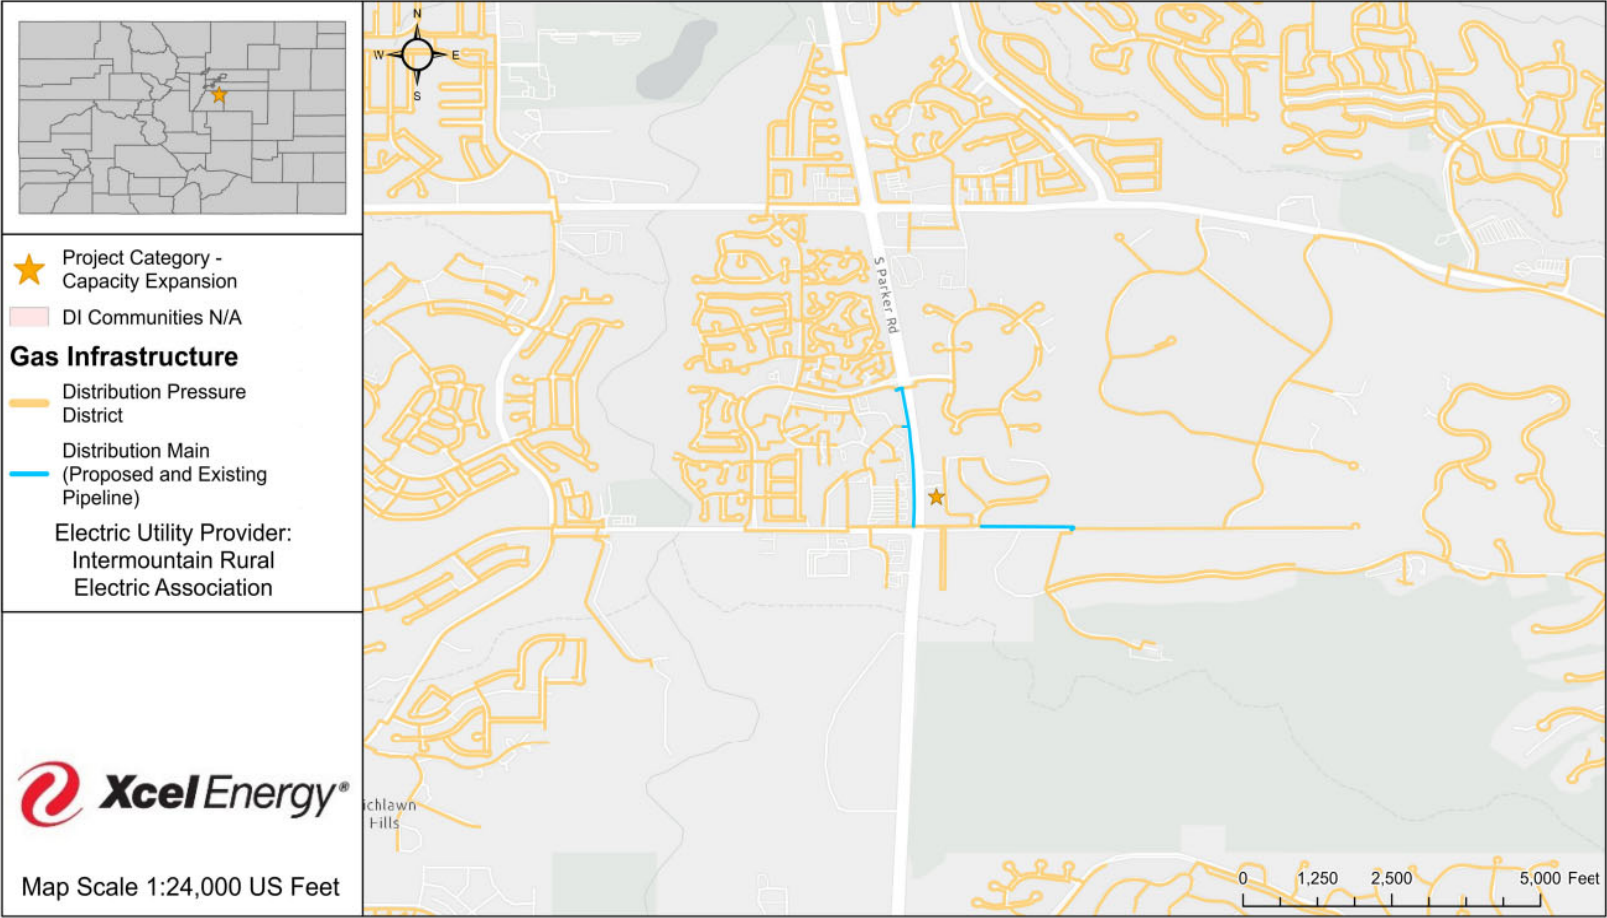 N
W E
S
Project Category -
Capacity Expansion
DI Communities N/A
Gas Infrastructure
Distribution Pressure
District
Distribution Main
(Proposed and Existing
Pipeline)
Electric Utility Provider:
Intermountain Rural
Electric Association
Xcel Energy®
Map Scale 1:24,000 US Feet
S Parker Rd
ichlawn
Hills
0 1,250 2,500 5,000 Feet